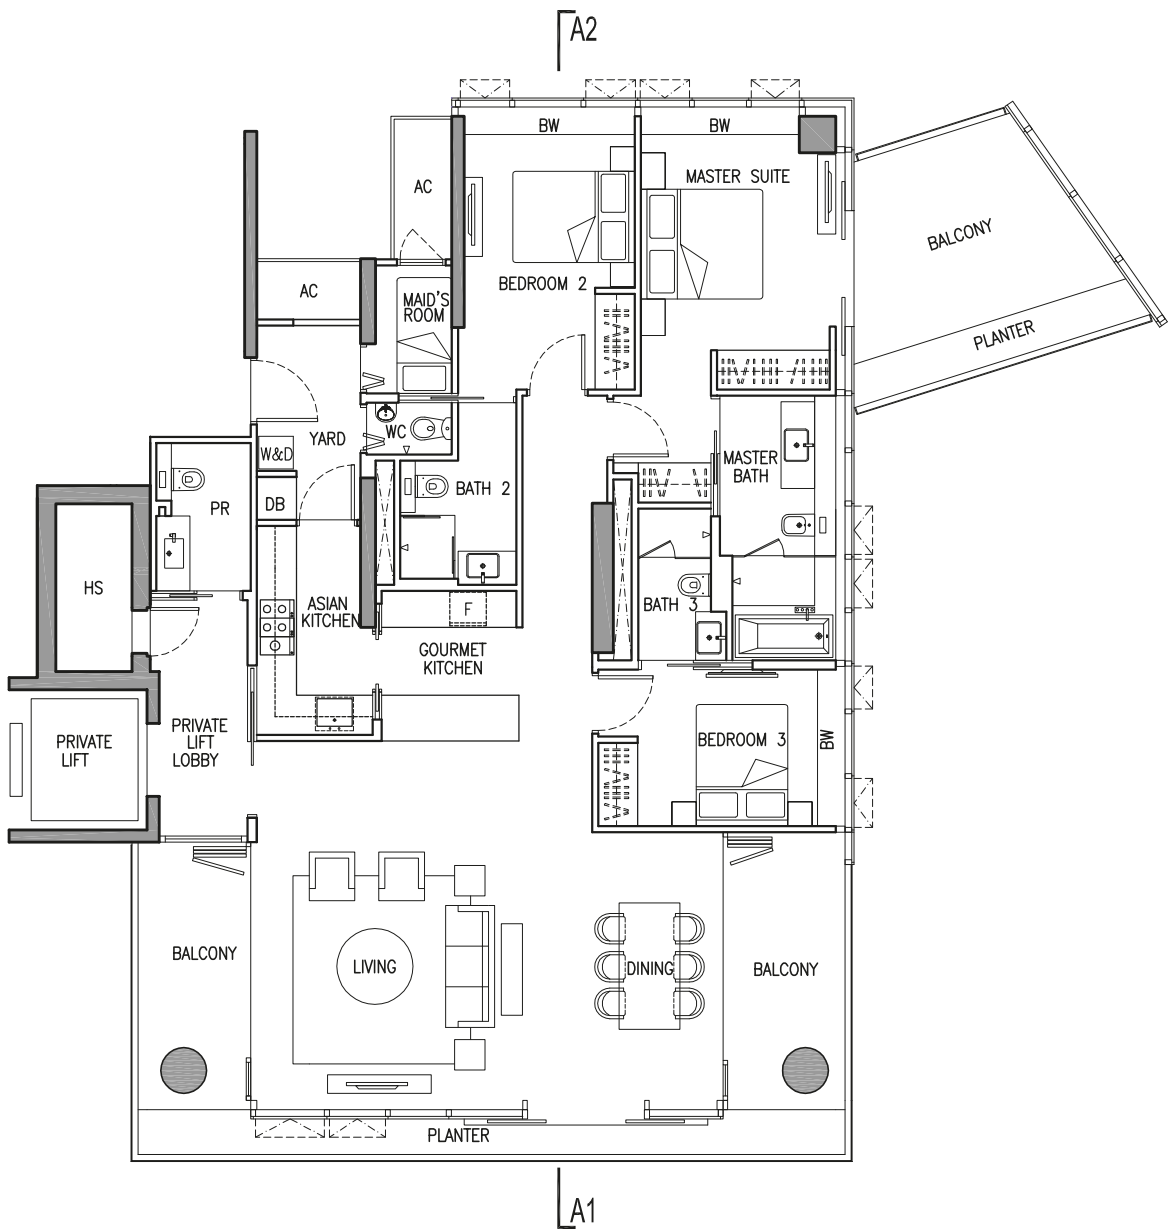 A2
BW
BW
AC
MASTER SUITE
BALCONY
BEDROOM 2
AC
MAID'S
ROOM
PLANTER
YARD
WC
W&D
MASTER
BATH
BATH 2
PR
DB
HS
ASIAN
KITCHEN
F
BATH 3
GOURMET
KITCHEN
PRIVATE
LIFT
PRIVATE
LIFT
LOBBY
BEDROOM 3
BW
BALCONY
LIVING
DINING
BALCONY
PLANTER
A1